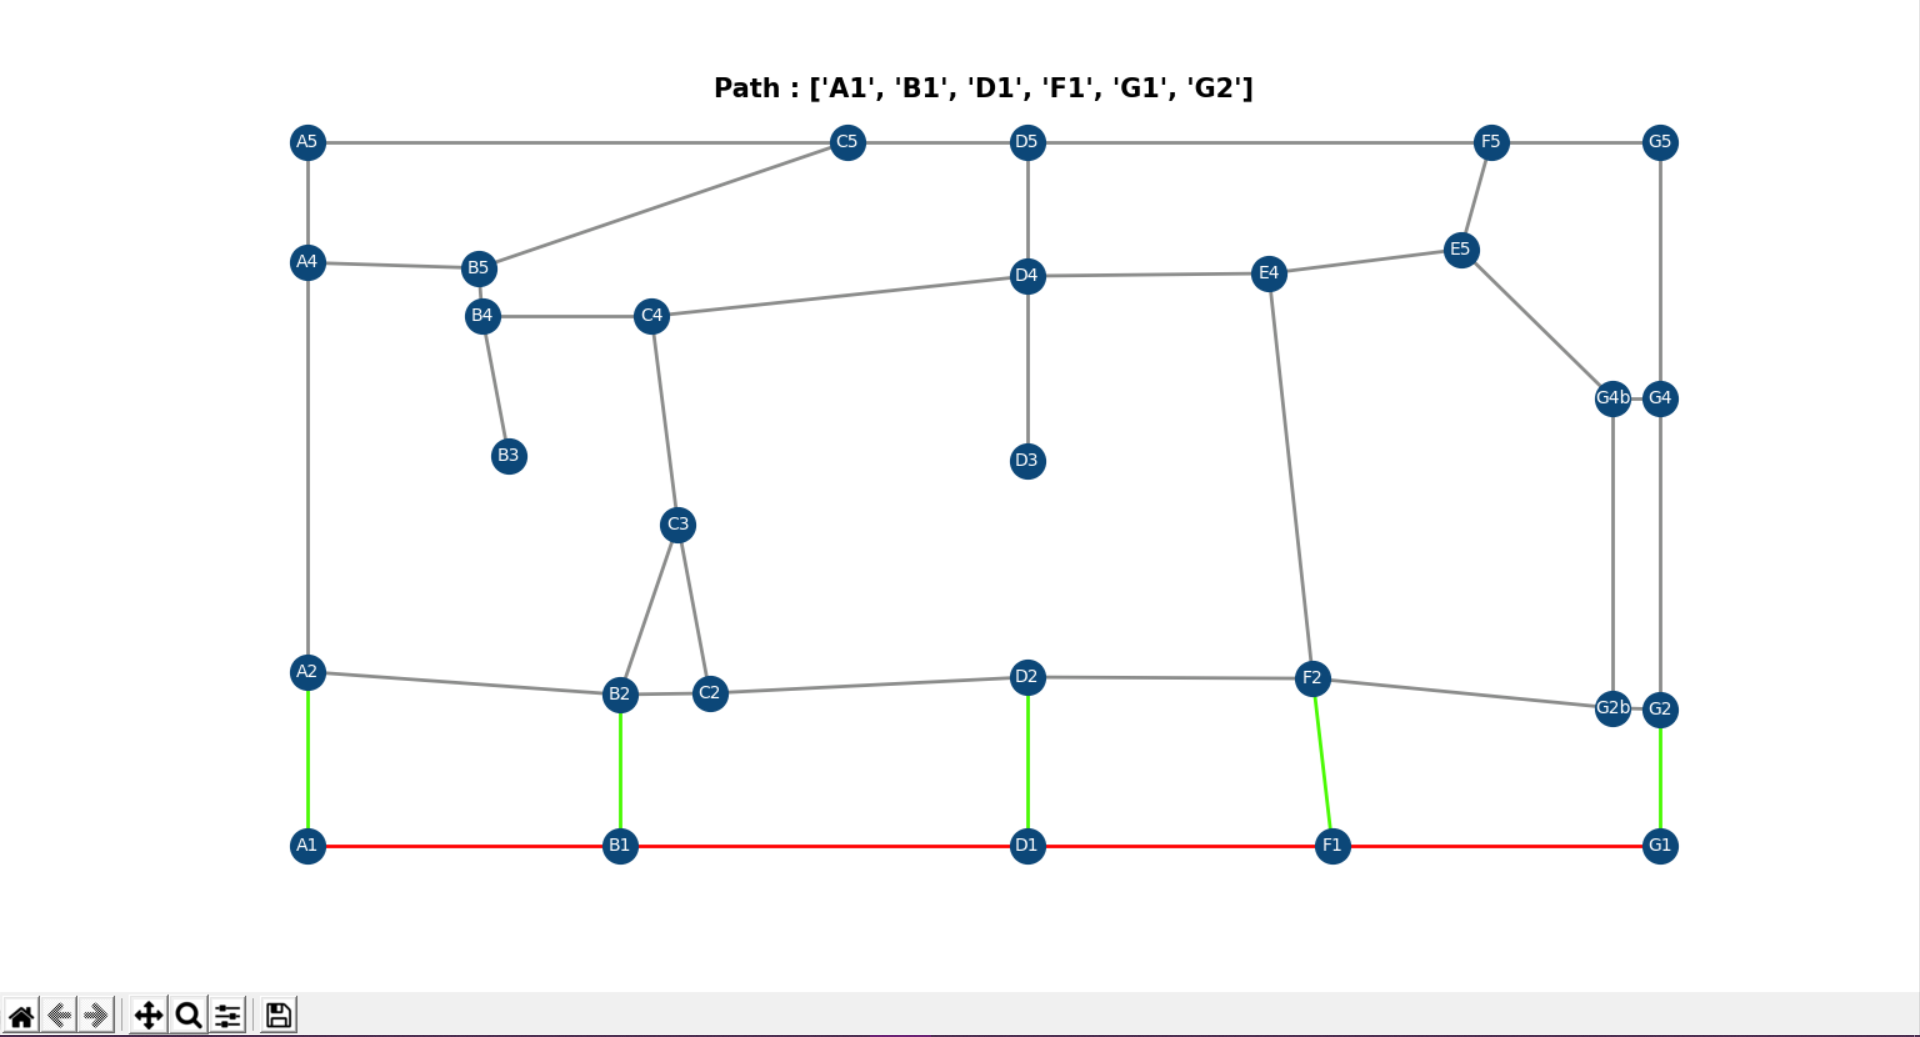 Path : ['A1', 'B1', 'D1', 'F1', 'G1', 'G2']
A5 C5 D5 F5 G5
A4 B5 D4 E4 E5
B4 C4
G4b G4
B3 D3
C3
A2 B2 C2 D2 F2 G2b G2
A1 B1 D1 F1 G1